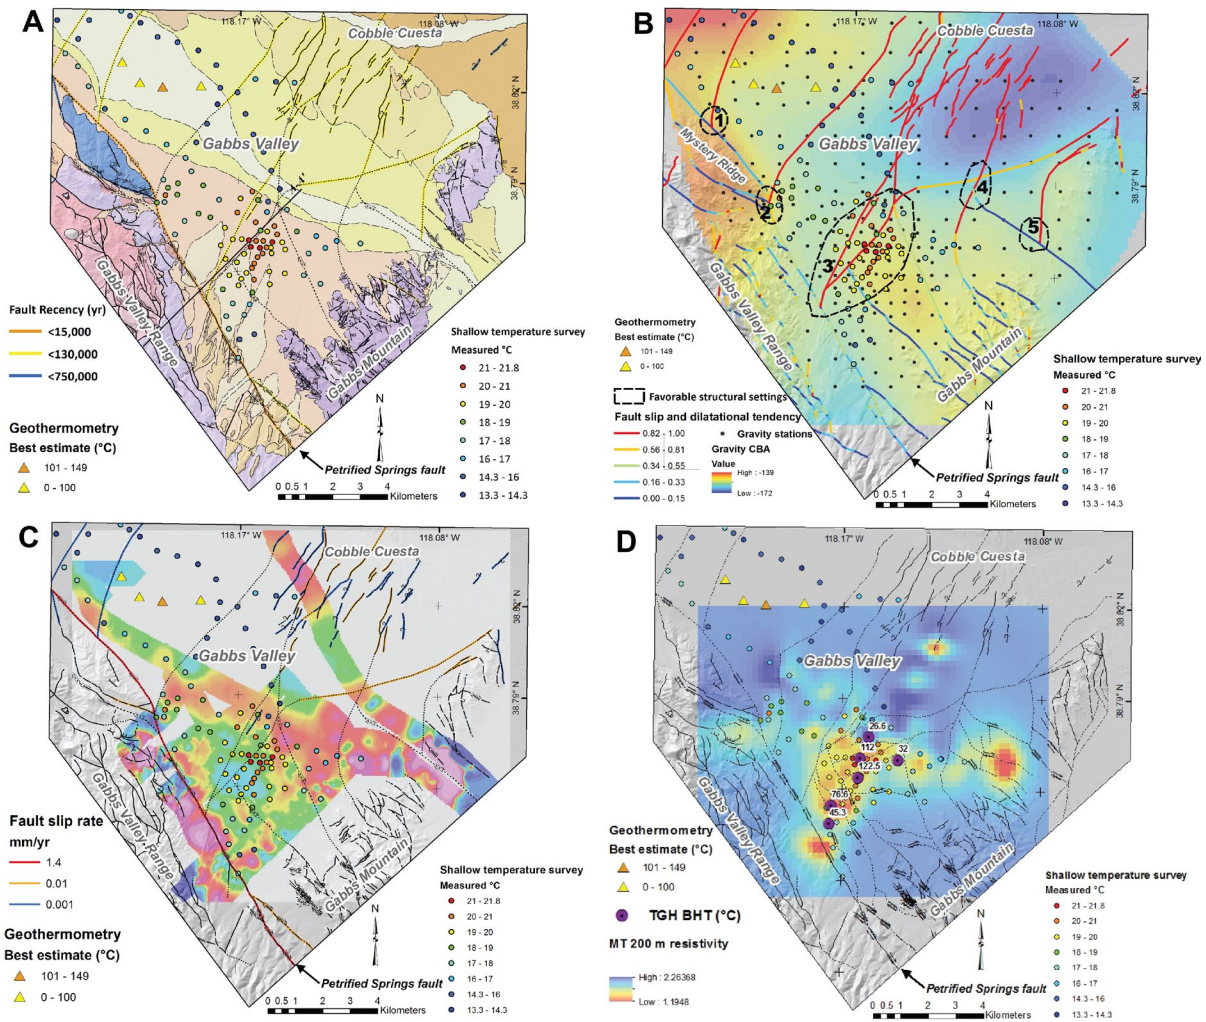 A
118.17° W
118.08° W
Cobble Cuesta
38.82° N
Gabbs Valley
38.79° N
Gabbs Valley Range
Gabbs Mountain
Fault Recency (yr)
<15,000
<130,000
<750,000
Geothermometry
Best estimate (°C)
101 - 149
0 - 100
Shallow temperature survey
Measured °C
21 - 21.8
20 - 21
19 - 20
18 - 19
17 - 18
16 - 17
14.3 - 16
13.3 - 14.3
N
Petrified Springs fault
0 0.5 1 2 3 4
Kilometers
B
118.17° W
118.08° W
Cobble Cuesta
38.82° N
Mystery Ridge
Gabbs Valley
38.79° N
1
2
3
4
5
Gabbs Valley Range
Gabbs Mountain
Geothermometry
Best estimate (°C)
101 - 149
0 - 100
Favorable structural settings
Fault slip and dilatational tendency
0.82 - 1.00
0.56 - 0.81
0.34 - 0.55
0.16 - 0.33
0.00 - 0.15
Gravity stations
Gravity CBA
Value
High : -139
Low : -172
Shallow temperature survey
Measured °C
21 - 21.8
20 - 21
19 - 20
18 - 19
17 - 18
16 - 17
14.3 - 16
13.3 - 14.3
N
Petrified Springs fault
0 0.5 1 2 3 4
Kilometers
C
118.17° W
118.08° W
Cobble Cuesta
38.82° N
Gabbs Valley
38.79° N
Gabbs Valley Range
Gabbs Mountain
Fault slip rate
mm/yr
1.4
0.01
0.001
Geothermometry
Best estimate (°C)
101 - 149
0 - 100
Shallow temperature survey
Measured °C
21 - 21.8
20 - 21
19 - 20
18 - 19
17 - 18
16 - 17
14.3 - 16
13.3 - 14.3
N
Petrified Springs fault
0 0.5 1 2 3 4
Kilometers
D
118.17° W
118.08° W
Cobble Cuesta
38.82° N
Gabbs Valley
38.79° N
26.6
112
32
122.5
76.6
45.3
Gabbs Valley Range
Gabbs Mountain
Geothermometry
Best estimate (°C)
101 - 149
0 - 100
TGH BHT (°C)
MT 200 m resistivity
High : 2.26368
Low : 1.1948
Shallow temperature survey
Measured °C
21 - 21.8
20 - 21
19 - 20
18 - 19
17 - 18
16 - 17
14.3 - 16
13.3 - 14.3
N
Petrified Springs fault
0 0.5 1 2 3 4
Kilometers